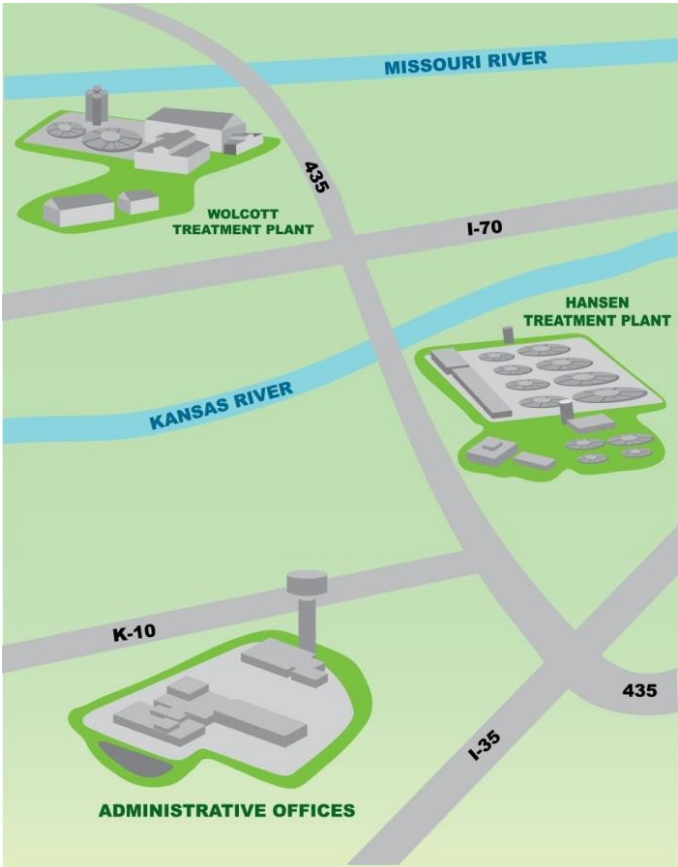 MISSOURI RIVER
435
WOLCOTT
TREATMENT PLANT
I-70
HANSEN
TREATMENT PLANT
KANSAS RIVER
K-10
435
I-35
ADMINISTRATIVE OFFICES